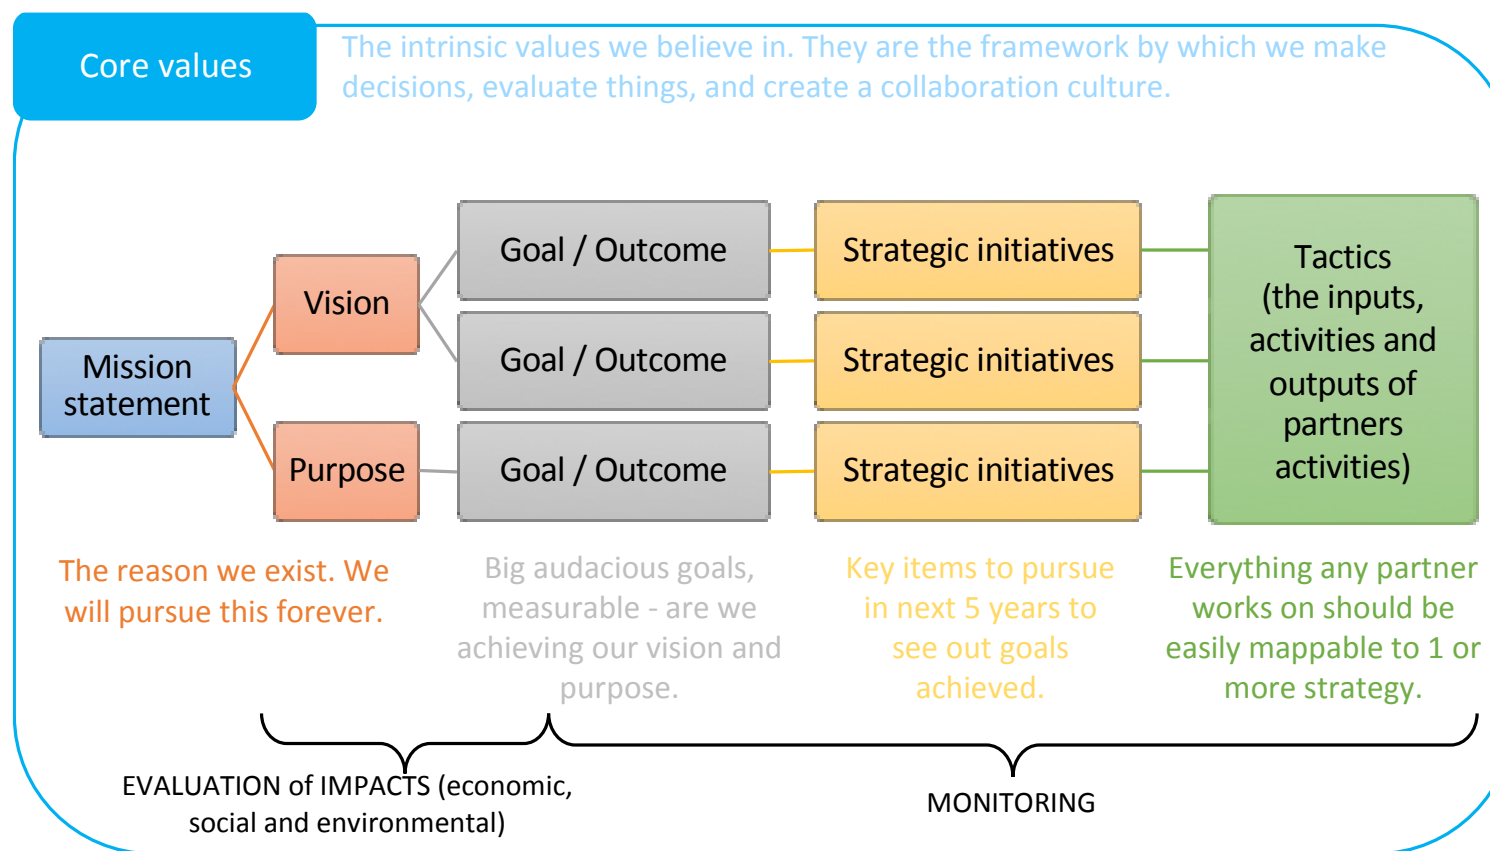 Core values
The intrinsic values we believe in. They are the framework by which we make
decisions, evaluate things, and create a collaboration culture.
Mission
statement
Vision
Purpose
Goal / Outcome
Goal / Outcome
Goal / Outcome
Strategic initiatives
Strategic initiatives
Strategic initiatives
Tactics
(the inputs,
activities and
outputs of
partners
activities)
The reason we exist. We
will pursue this forever.
Big audacious goals,
measurable - are we
achieving our vision and
purpose.
Key items to pursue
in next 5 years to
see out goals
achieved.
Everything any partner
works on should be
easily mappable to 1 or
more strategy.
EVALUATION of IMPACTS (economic,
social and environmental)
MONITORING